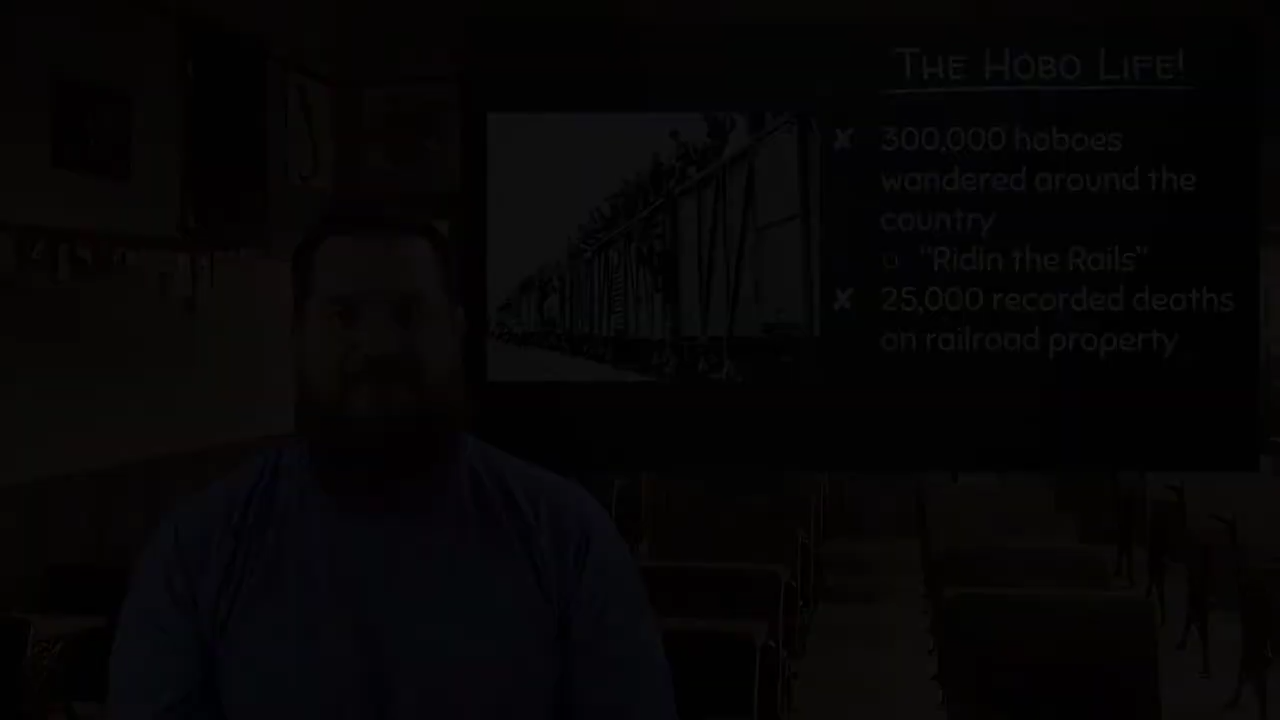 The Hobo Life!
✘ 300,000 hoboes
wandered around the
country
o "Ridin the Rails"
✘ 25,000 recorded deaths
on railroad property